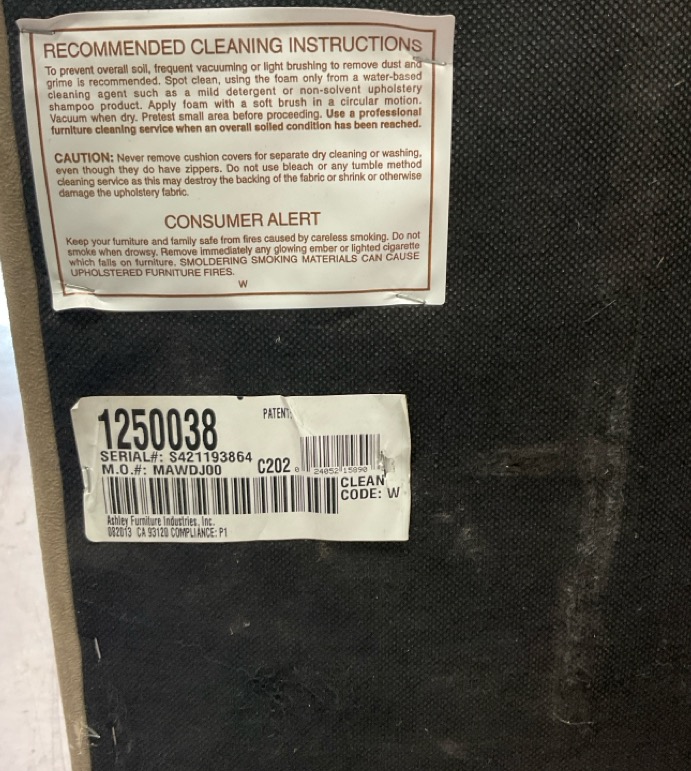 RECOMMENDED CLEANING INSTRUCTIONS
To prevent overall soil, frequent vacuuming or light brushing to remove dust and
grime is recommended. Spot clean, using the foam only from a water-based
cleaning agent such as a mild detergent or non-solvent upholstery
shampoo product. Apply foam with a soft brush in a circular motion.
Vacuum when dry. Pretest small area before proceeding. Use a professional
furniture cleaning service when an overall soiled condition has been reached.
CAUTION: Never remove cushion covers for separate dry cleaning or washing,
even though they do have zippers. Do not use bleach or any tumble method
cleaning service as this may destroy the backing of the fabric or shrink or otherwise
damage the upholstery fabric.
CONSUMER ALERT
Keep your furniture and family safe from fires caused by careless smoking. Do not
smoke when drowsy. Remove immediately any glowing ember or lighted cigarette
which falls on furniture. SMOLDERING SMOKING MATERIALS CAN CAUSE
UPHOLSTERED FURNITURE FIRES.
W
1250038
PATENT:
SERIAL#: S421193864
M.O.#: MAWDJ00
C202
0 24052 15890
CLEAN
CODE: W
Ashley Furniture Industries, Inc.
082013 CA 93120 COMPLIANCE: P1